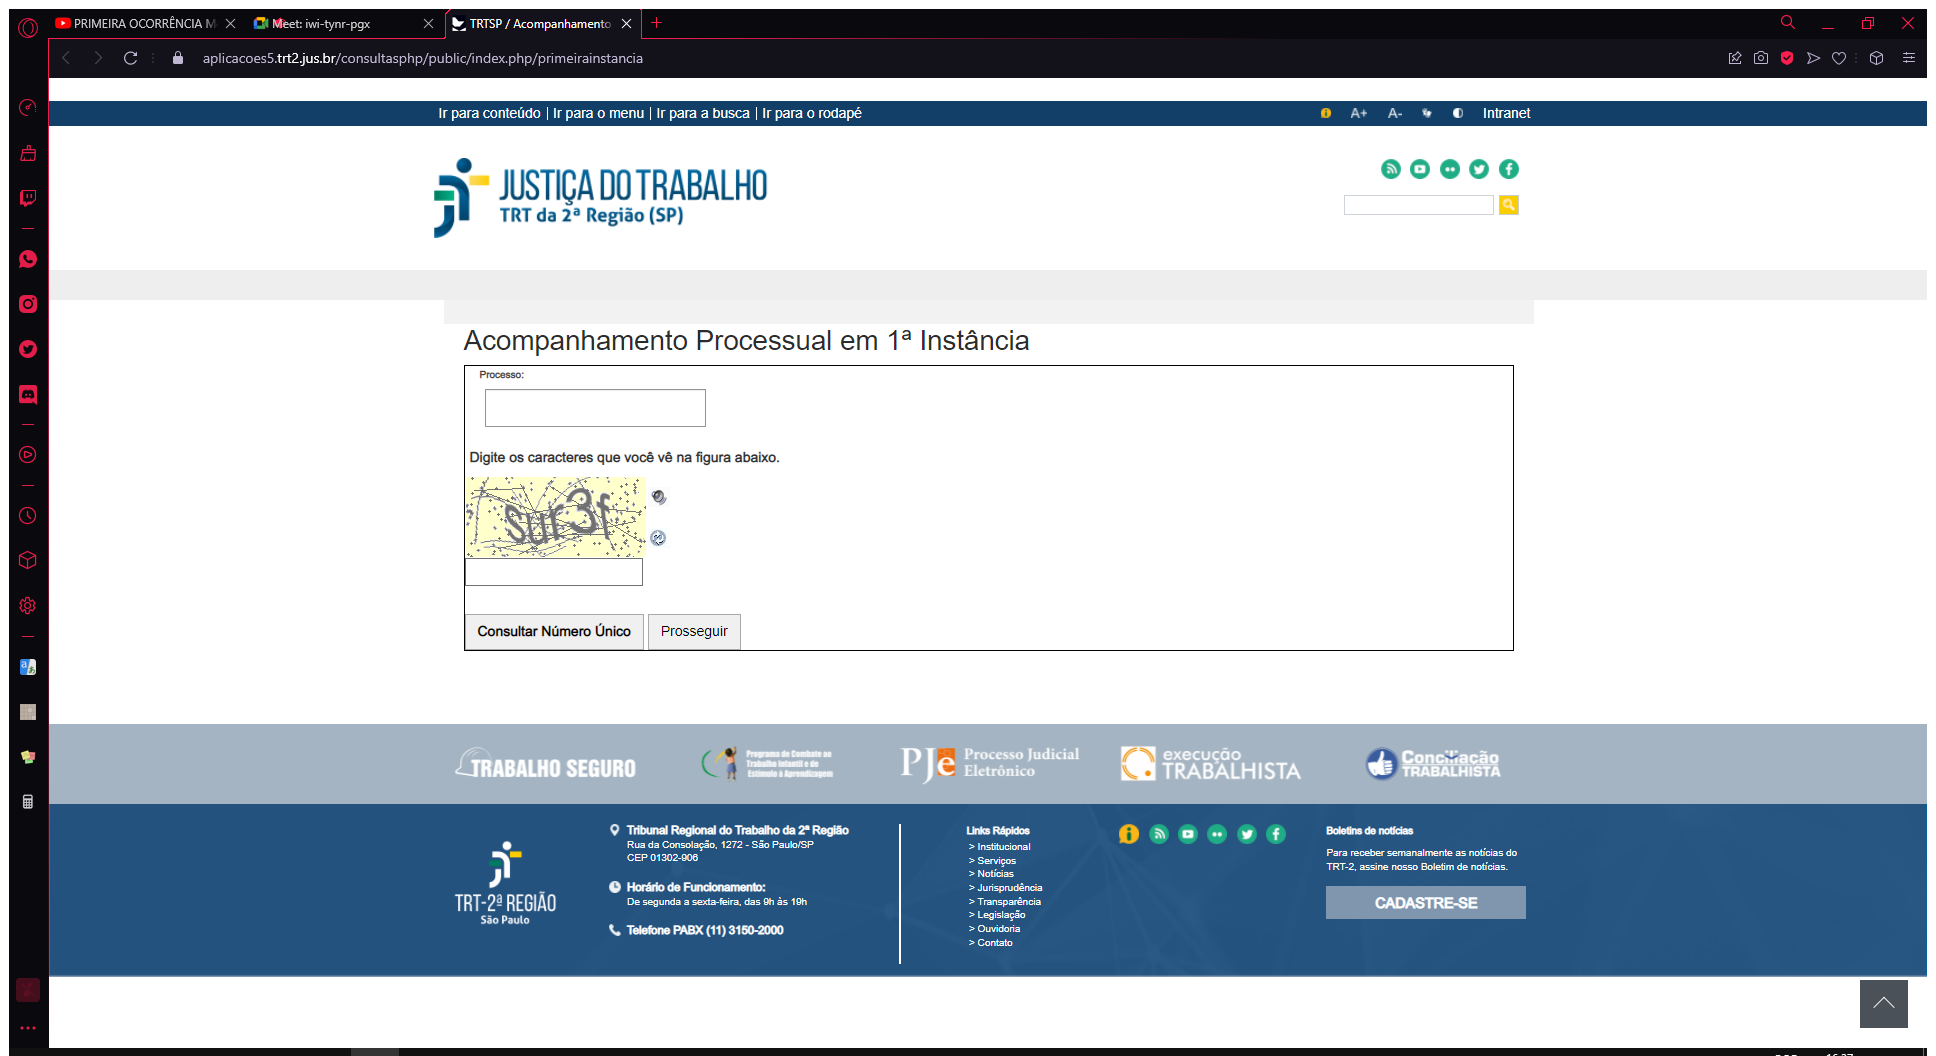 PRIMEIRA OCORRÊNCIA M
Meet: iwi-tynr-pgx
TRTSP / Acompanhamento
aplicacoes5.trt2.jus.br/consultasphp/public/index.php/primeirainstancia
Ir para conteúdo | Ir para o menu | Ir para a busca | Ir para o rodapé
A+ A- Intranet
JUSTIÇA DO TRABALHO
TRT da 2ª Região (SP)
Acompanhamento Processual em 1ª Instância
Processo:
Digite os caracteres que você vê na figura abaixo.
Consultar Número Único
Prosseguir
TRABALHO SEGURO
Programa de Combate ao
Trabalho Infantil e de
Estímulo à Aprendizagem
PJe Processo Judicial
Eletrônico
execução
TRABALHISTA
Conciliação
TRABALHISTA
TRT-2ª REGIÃO
São Paulo
Tribunal Regional do Trabalho da 2ª Região
Rua da Consolação, 1272 - São Paulo/SP
CEP 01302-906
Horário de Funcionamento:
De segunda a sexta-feira, das 9h às 19h
Telefone PABX (11) 3150-2000
Links Rápidos
> Institucional
> Serviços
> Notícias
> Jurisprudência
> Transparência
> Legislação
> Ouvidoria
> Contato
Boletins de notícias
Para receber semanalmente as notícias do
TRT-2, assine nosso Boletim de notícias.
CADASTRE-SE